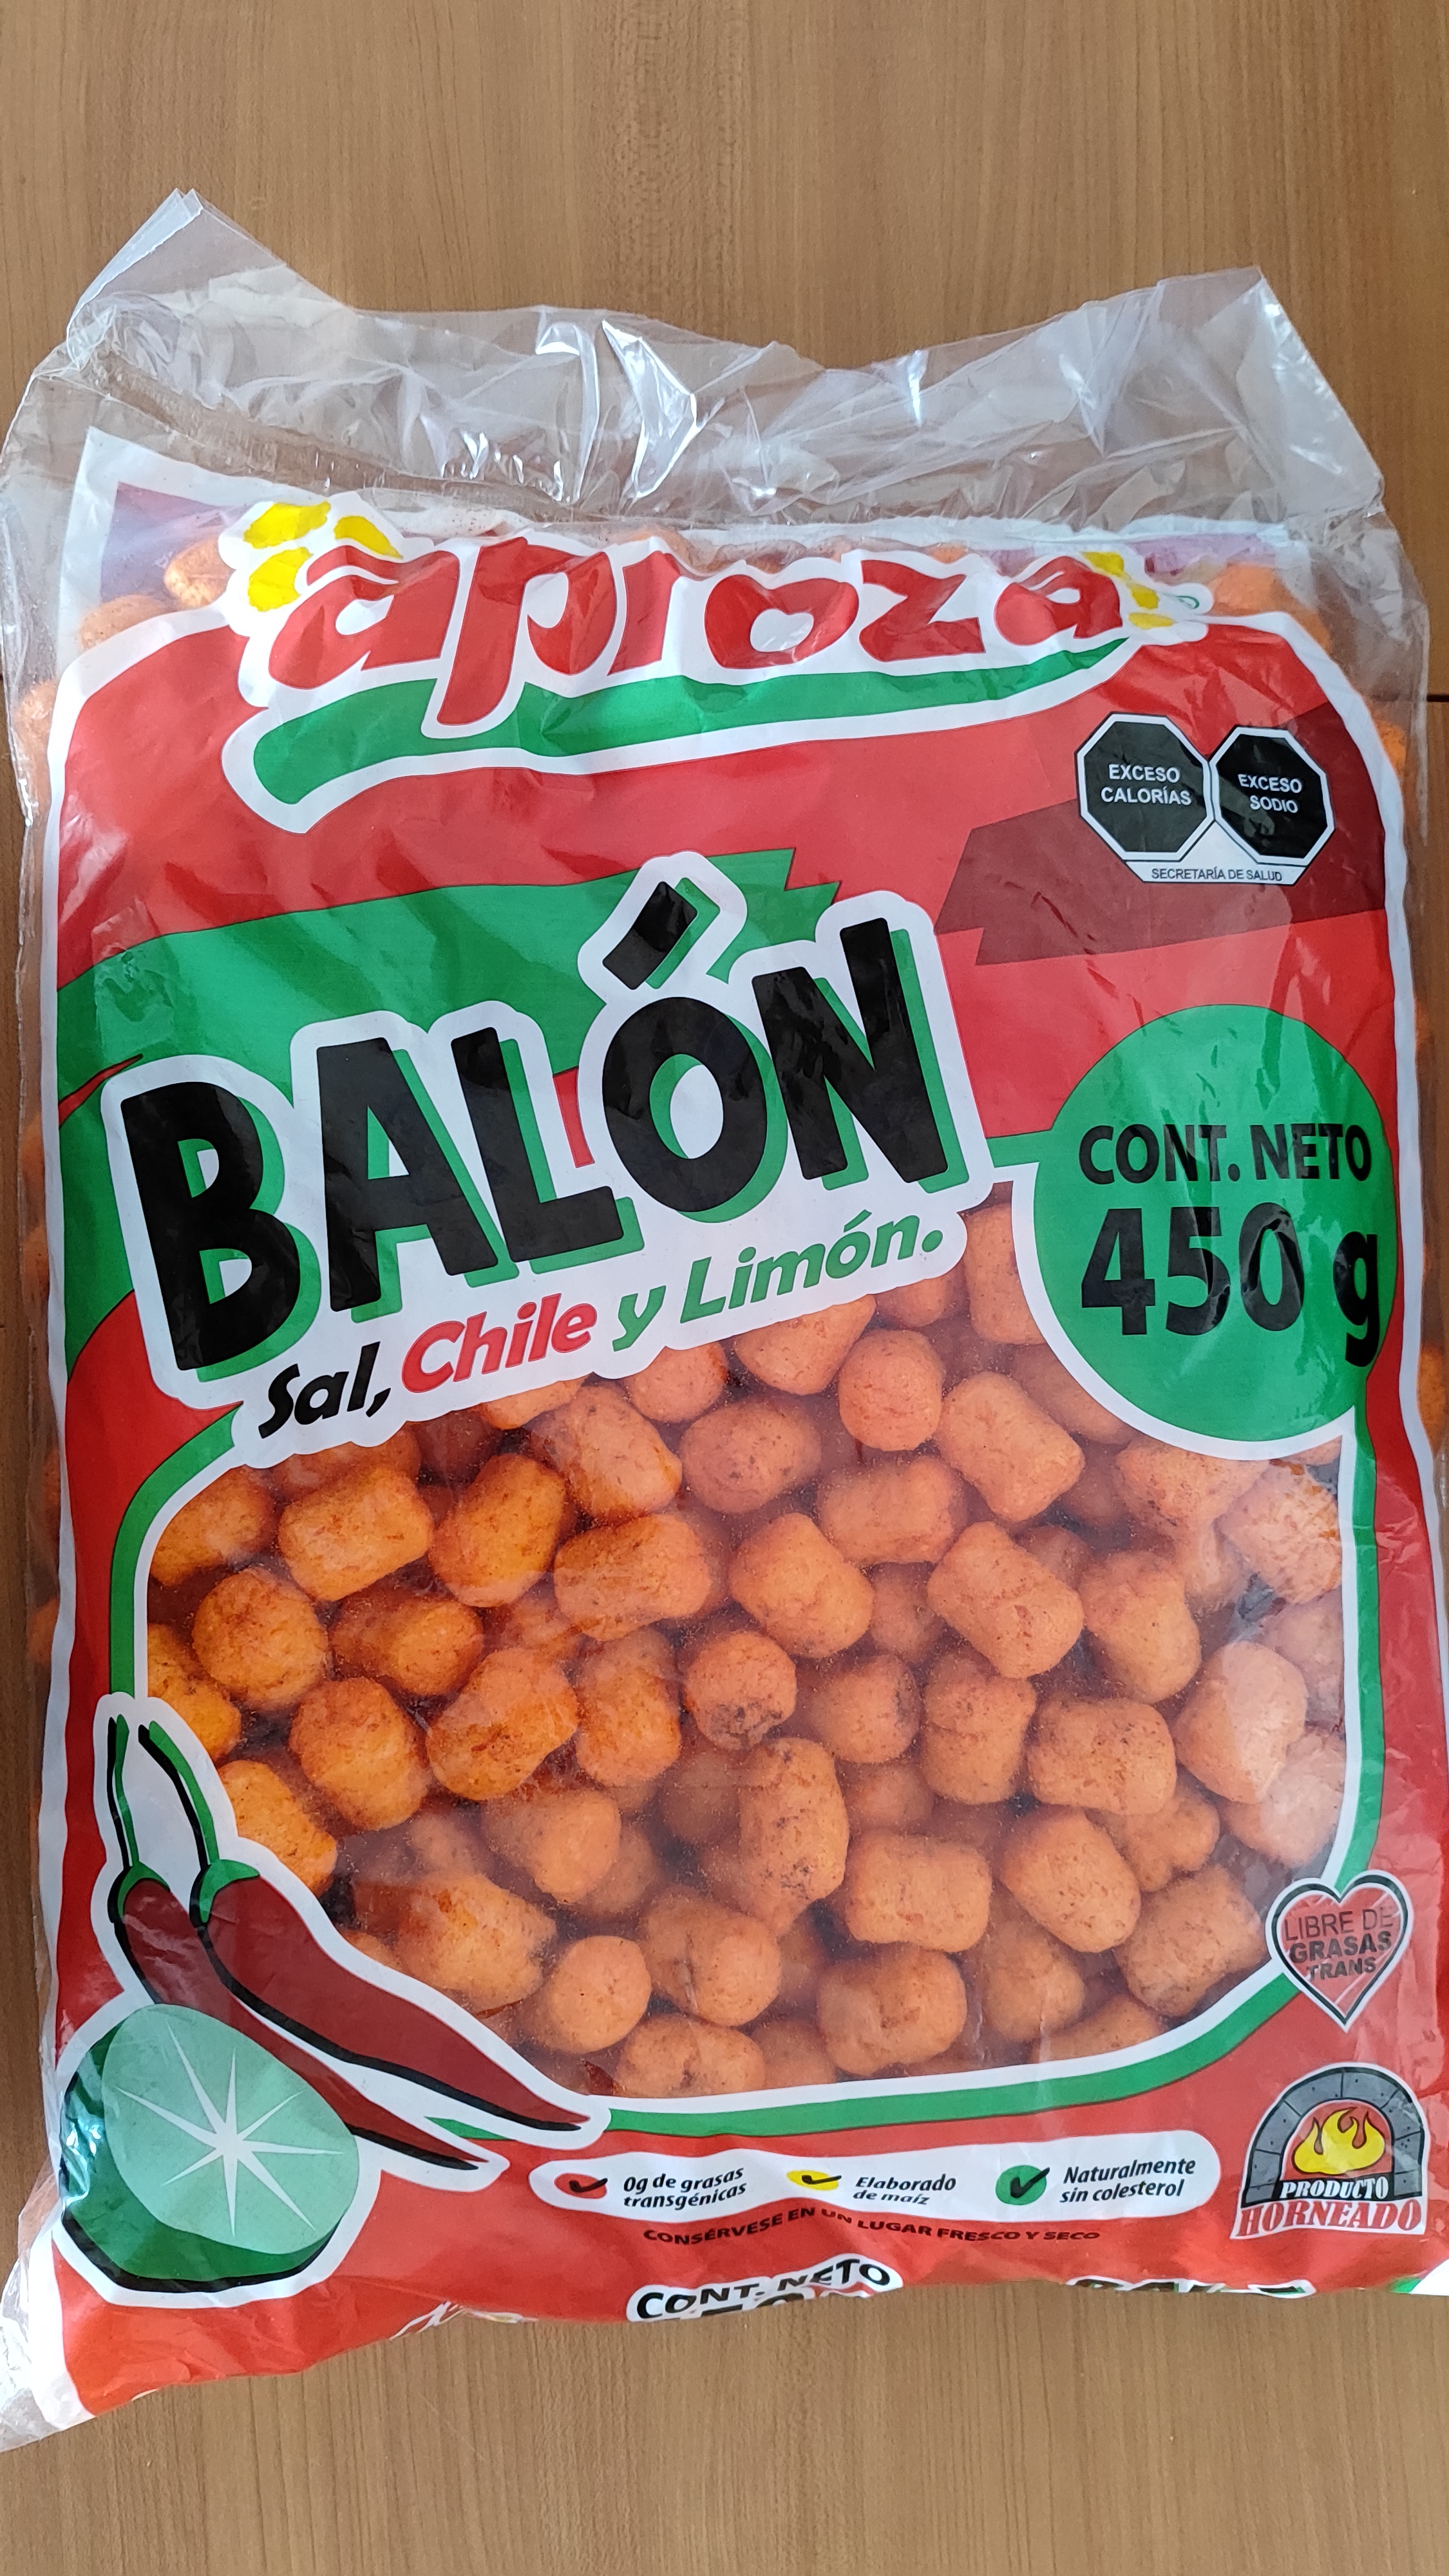 aproza
EXCESO
CALORÍAS
EXCESO
SODIO
SECRETARÍA DE SALUD
BALÓN
Sal, Chile y Limón.
CONT. NETO
450 g
LIBRE DE
GRASAS
TRANS
0g de grasas
transgénicas
Elaborado
de maíz
Naturalmente
sin colesterol
PRODUCTO
HORNEADO
CONSÉRVESE EN UN LUGAR FRESCO Y SECO
CONT. NETO